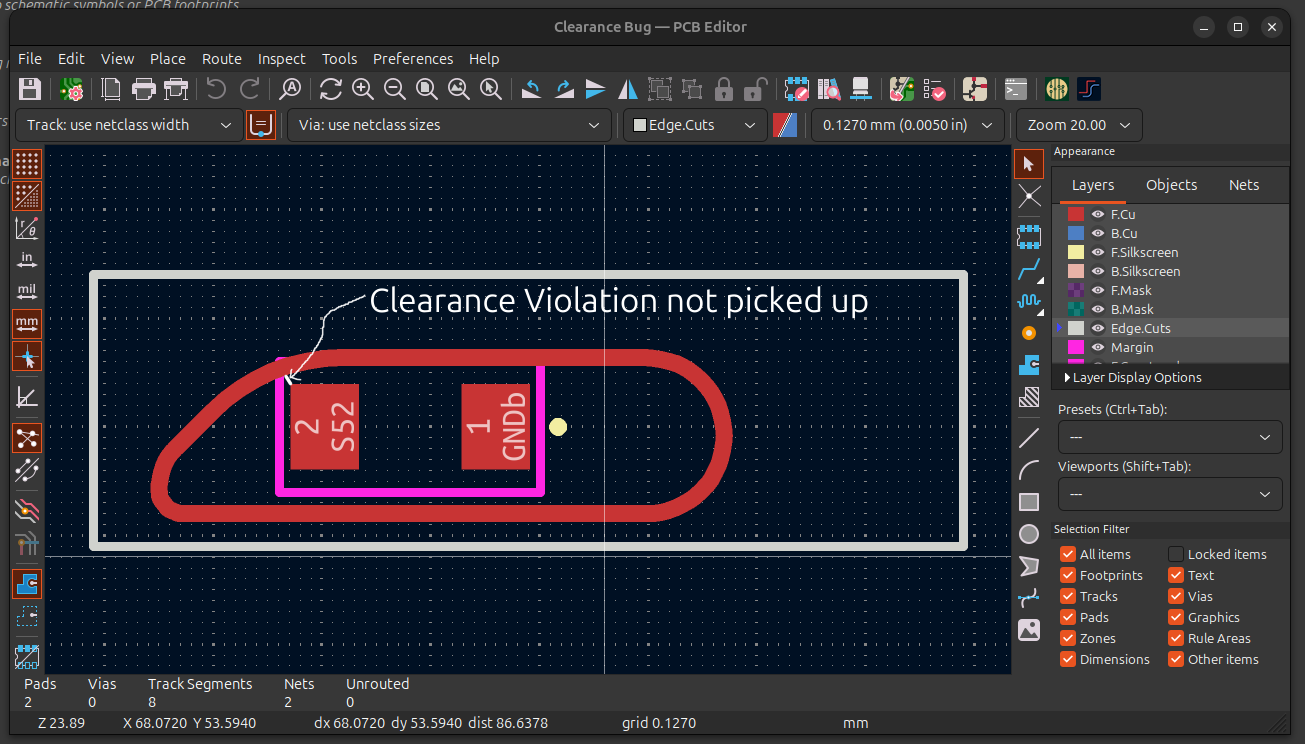 schematic symbols or PCB footprints
Clearance Bug — PCB Editor
File Edit View Place Route Inspect Tools Preferences Help
Track: use netclass width
Via: use netclass sizes
Edge.Cuts
0.1270 mm (0.0050 in)
Zoom 20.00
Appearance
Layers Objects Nets
F.Cu
B.Cu
F.Silkscreen
B.Silkscreen
F.Mask
B.Mask
Edge.Cuts
Margin
Layer Display Options
Presets (Ctrl+Tab):
---
Viewports (Shift+Tab):
---
Selection Filter
All items Locked items
Footprints Text
Tracks Vias
Pads Graphics
Zones Rule Areas
Dimensions Other items
in
mil
mm
Clearance Violation not picked up
2
S52
1
GNDb
Pads Vias Track Segments Nets Unrouted
2 0 8 2 0
Z 23.89 X 68.0720 Y 53.5940 dx 68.0720 dy 53.5940 dist 86.6378 grid 0.1270 mm